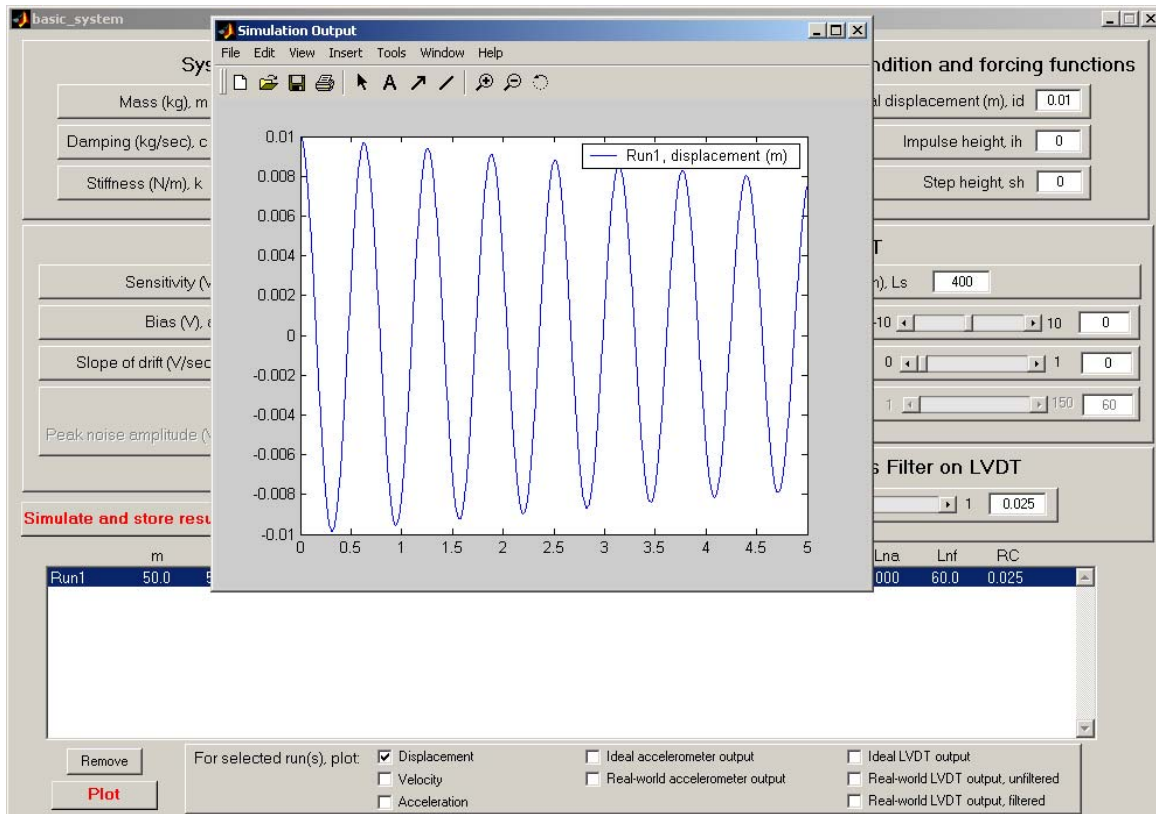 basic_system
Simulation Output
File Edit View Insert Tools Window Help
Sys
ndition and forcing functions
Mass (kg), m
al displacement (m), id 0.01
Damping (kg/sec), c
Impulse height, ih 0
Stiffness (N/m), k
Step height, sh 0
0.01
0.008
0.006
0.004
0.002
0
-0.002
-0.004
-0.006
-0.008
-0.01
0 0.5 1 1.5 2 2.5 3 3.5 4 4.5 5
Run1, displacement (m)
T
Sensitivity (V
), Ls 400
Bias (V),
-10 10 0
Slope of drift (V/sec
0 1 0
Peak noise amplitude (V
1 150 60
s Filter on LVDT
1 0.025
Simulate and store resu
m
Lna Lnf RC
Run1 50.0 5
000 60.0 0.025
Remove
Plot
For selected run(s), plot:
Displacement
Velocity
Acceleration
Ideal accelerometer output
Real-world accelerometer output
Ideal LVDT output
Real-world LVDT output, unfiltered
Real-world LVDT output, filtered